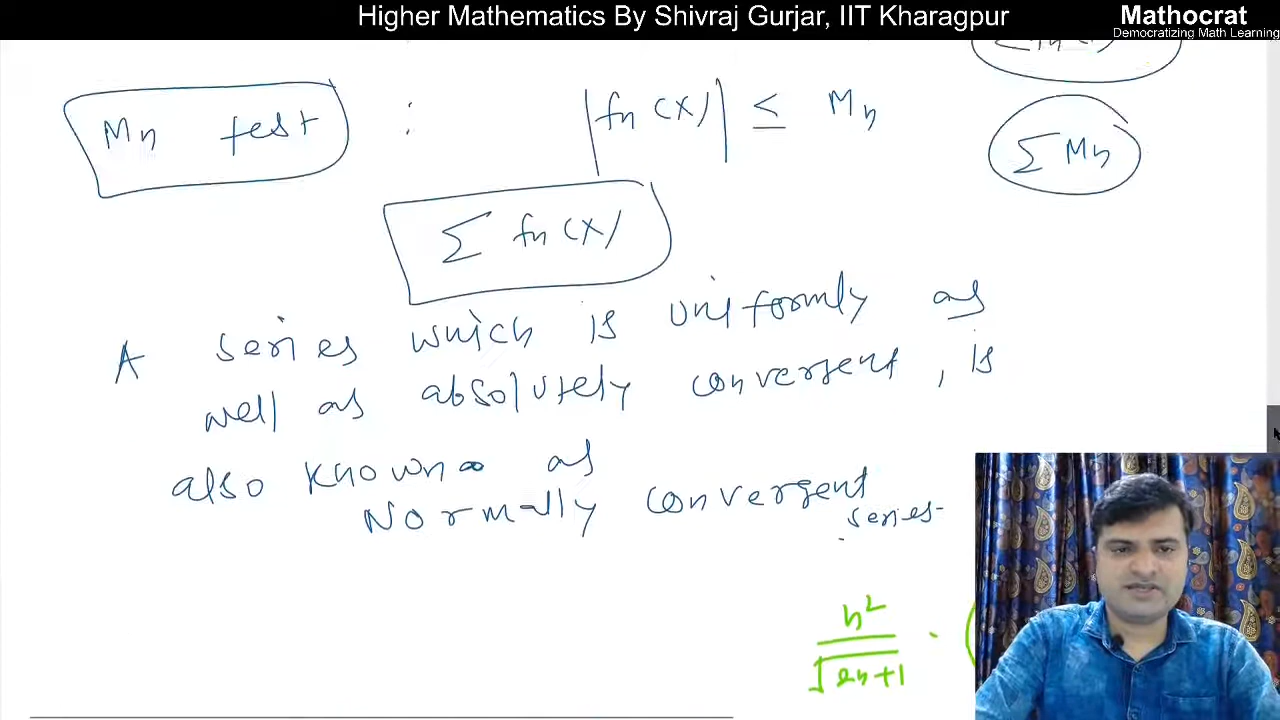 Higher Mathematics By Shivraj Gurjar, IIT Kharagpur
Mathocrat
Democratizing Math Learning
Mn test : |fn(x)| ≤ Mn
Σ Mn
Σ fn(x)
A series which is uniformly as
well as absolutely convergent, is
also known as
Normally convergent
series
n²
√2n+1 .